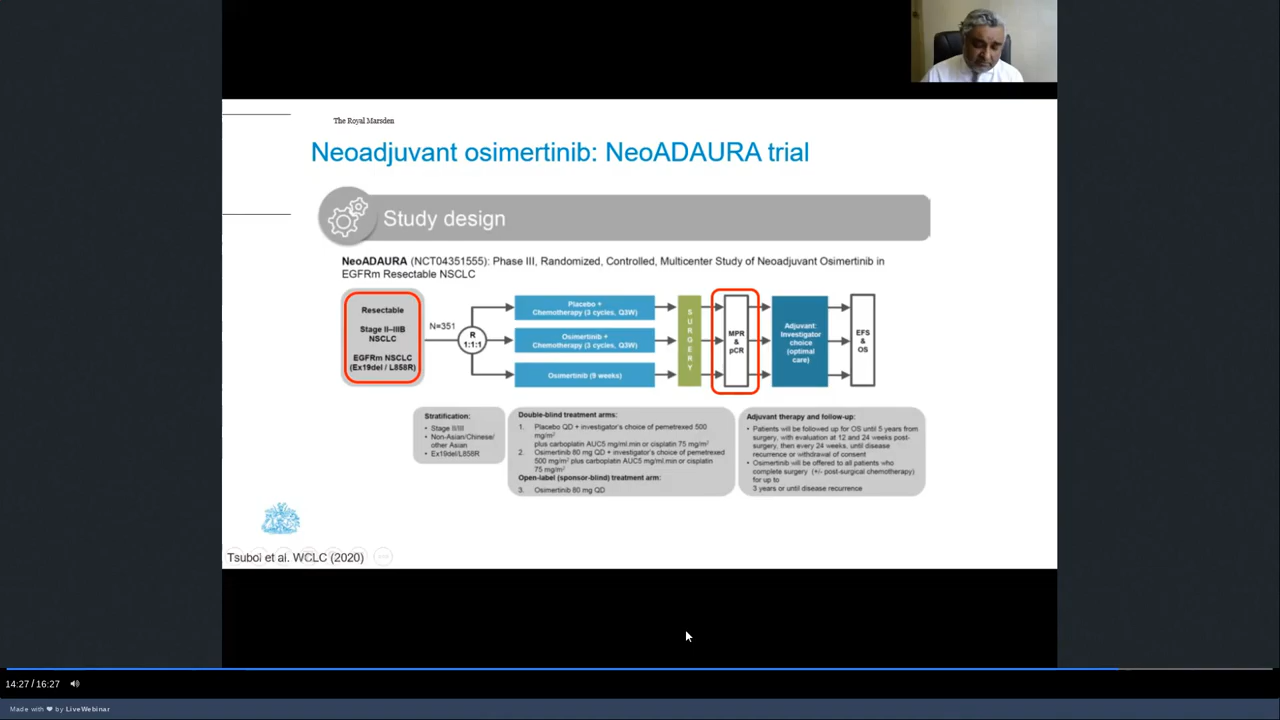 The Royal Marsden
Neoadjuvant osimertinib: NeoADAURA trial
Study design
NeoADAURA (NCT04351555): Phase III, Randomized, Controlled, Multicenter Study of Neoadjuvant Osimertinib in
EGFRm Resectable NSCLC
Resectable
Stage II–IIIB
NSCLC
EGFRm NSCLC
(Ex19del / L858R)
N=351
R
1:1:1
Placebo +
Chemotherapy (3 cycles, Q3W)
Osimertinib +
Chemotherapy (3 cycles, Q3W)
Osimertinib (9 weeks)
SURGERY
MPR
&
pCR
Adjuvant:
Investigator
choice
(optimal
care)
EFS
&
OS
Stratification:
• Stage II/III
• Non-Asian/Chinese/
other Asian
• Ex19del/L858R
Double-blind treatment arms:
1. Placebo QD + investigator's choice of pemetrexed 500
mg/m²
plus carboplatin AUC5 mg/ml.min or cisplatin 75 mg/m²
2. Osimertinib 80 mg QD + investigator's choice of pemetrexed
500 mg/m² plus carboplatin AUC5 mg/ml.min or cisplatin
75 mg/m²
Open-label (sponsor-blind) treatment arm:
3. Osimertinib 80 mg QD
Adjuvant therapy and follow-up:
• Patients will be followed up for OS until 5 years from
surgery, with evaluation at 12 and 24 weeks post-
surgery, then every 24 weeks, until disease
recurrence or withdrawal of consent
• Osimertinib will be offered to all patients who
complete surgery (+/- post-surgical chemotherapy)
for up to
3 years or until disease recurrence
Tsuboi et al. WCLC (2020)
14:27/16:27
Made with ❤ by LiveWebinar